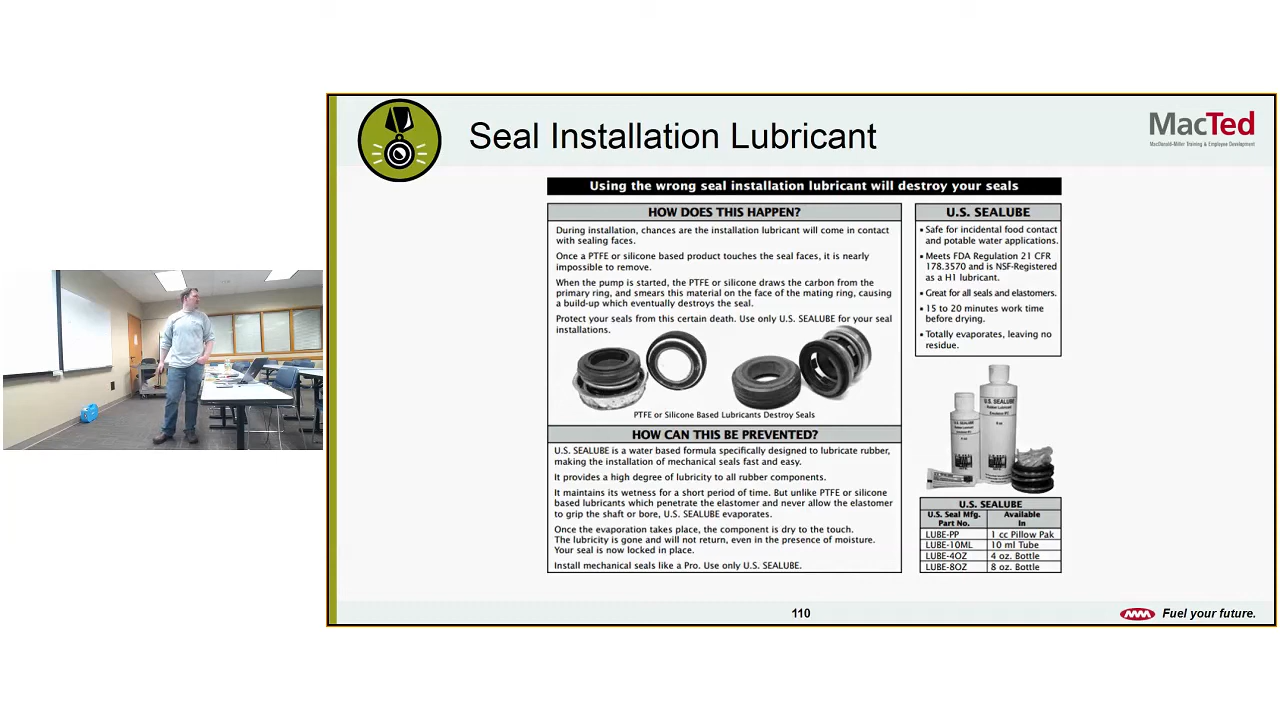 Seal Installation Lubricant
MacTed
MacDonald-Miller Training & Employee Development
Using the wrong seal installation lubricant will destroy your seals
HOW DOES THIS HAPPEN?
During installation, chances are the installation lubricant will come in contact
with sealing faces.
Once a PTFE or silicone based product touches the seal faces, it is nearly
impossible to remove.
When the pump is started, the PTFE or silicone draws the carbon from the
primary ring, and smears this material on the face of the mating ring, causing
a build-up which eventually destroys the seal.
Protect your seals from this certain death. Use only U.S. SEALUBE for your seal
installations.
PTFE or Silicone Based Lubricants Destroy Seals
HOW CAN THIS BE PREVENTED?
U.S. SEALUBE is a water based formula specifically designed to lubricate rubber,
making the installation of mechanical seals fast and easy.
It provides a high degree of lubricity to all rubber components.
It maintains its wetness for a short period of time. But unlike PTFE or silicone
based lubricants which penetrate the elastomer and never allow the elastomer
to grip the shaft or bore, U.S. SEALUBE evaporates.
Once the evaporation takes place, the component is dry to the touch.
The lubricity is gone and will not return, even in the presence of moisture.
Your seal is now locked in place.
Install mechanical seals like a Pro. Use only U.S. SEALUBE.
U.S. SEALUBE
▪ Safe for incidental food contact
and potable water applications.
▪ Meets FDA Regulation 21 CFR
178.3570 and is NSF-Registered
as a H1 lubricant.
▪ Great for all seals and elastomers.
▪ 15 to 20 minutes work time
before drying.
▪ Totally evaporates, leaving no
residue.
U.S. SEALUBE
U.S. SEALUBE
U.S. SEALUBE
U.S. Seal Mfg. Available
Part No. In
LUBE-PP 1 cc Pillow Pak
LUBE-10ML 10 ml Tube
LUBE-4OZ 4 oz. Bottle
LUBE-8OZ 8 oz. Bottle
110
Fuel your future.